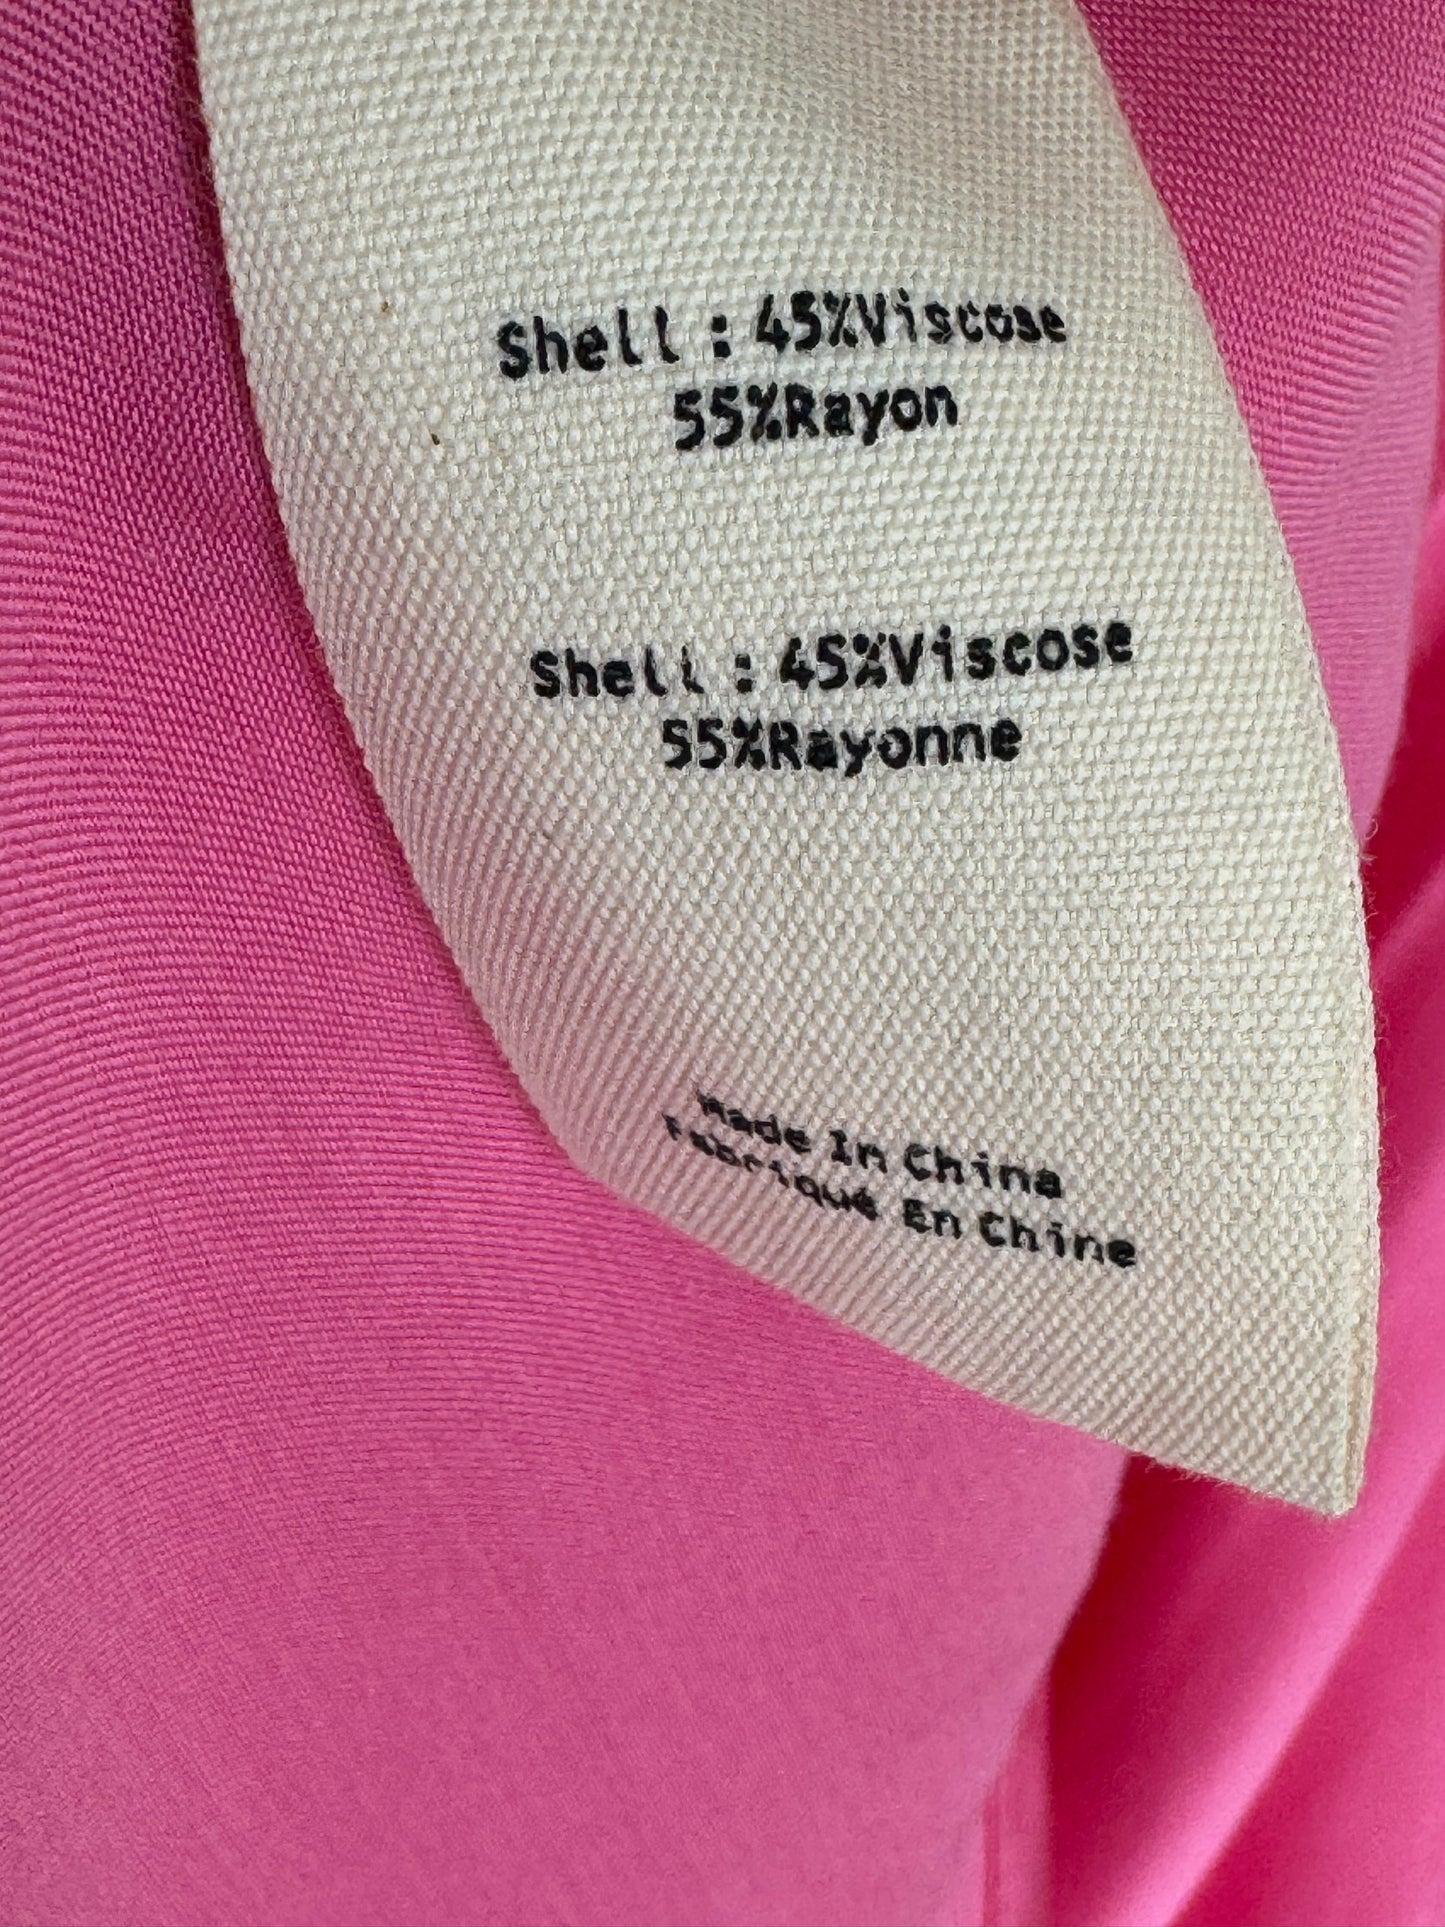 Shell : 45%Viscose
55%Rayon
Shell : 45%Viscose
55%Rayonne
Made In China
Fabriqué En Chine